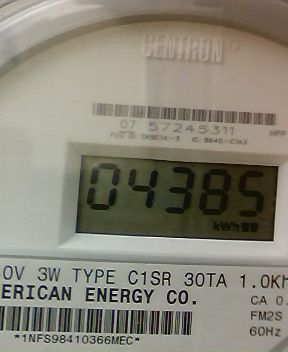 CENTRON®
07 57245311
HPP
04385
kWh
0V 3W TYPE C1SR 30TA 1.0Kh
ERICAN ENERGY CO.
CA 0.
FM2S
*1NFS98410366MEC*
60Hz